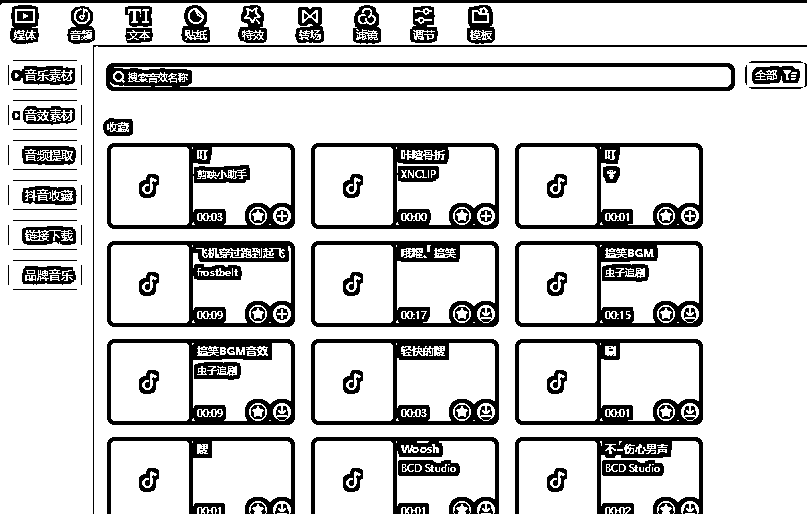 媒体 音频 文本 贴纸 特效 转场 滤镜 调节 模板
音乐素材
音效素材
音频提取
抖音收藏
链接下载
品牌音乐
搜索音效名称
全部
收藏
叮
剪映小助手
00:03
咔嚓骨折
XNCLIP
00:00
叮
00:01
飞机穿过跑到起飞
frostbelt
00:09
搞笑
00:17
搞笑BGM
虫子追剧
00:15
搞笑BGM音效
虫子追剧
00:09
轻快的嗖
00:03
唰
00:01
嗖
00:01
Woosh
BCD Studio
00:01
不-伤心男声
BCD Studio
00:02